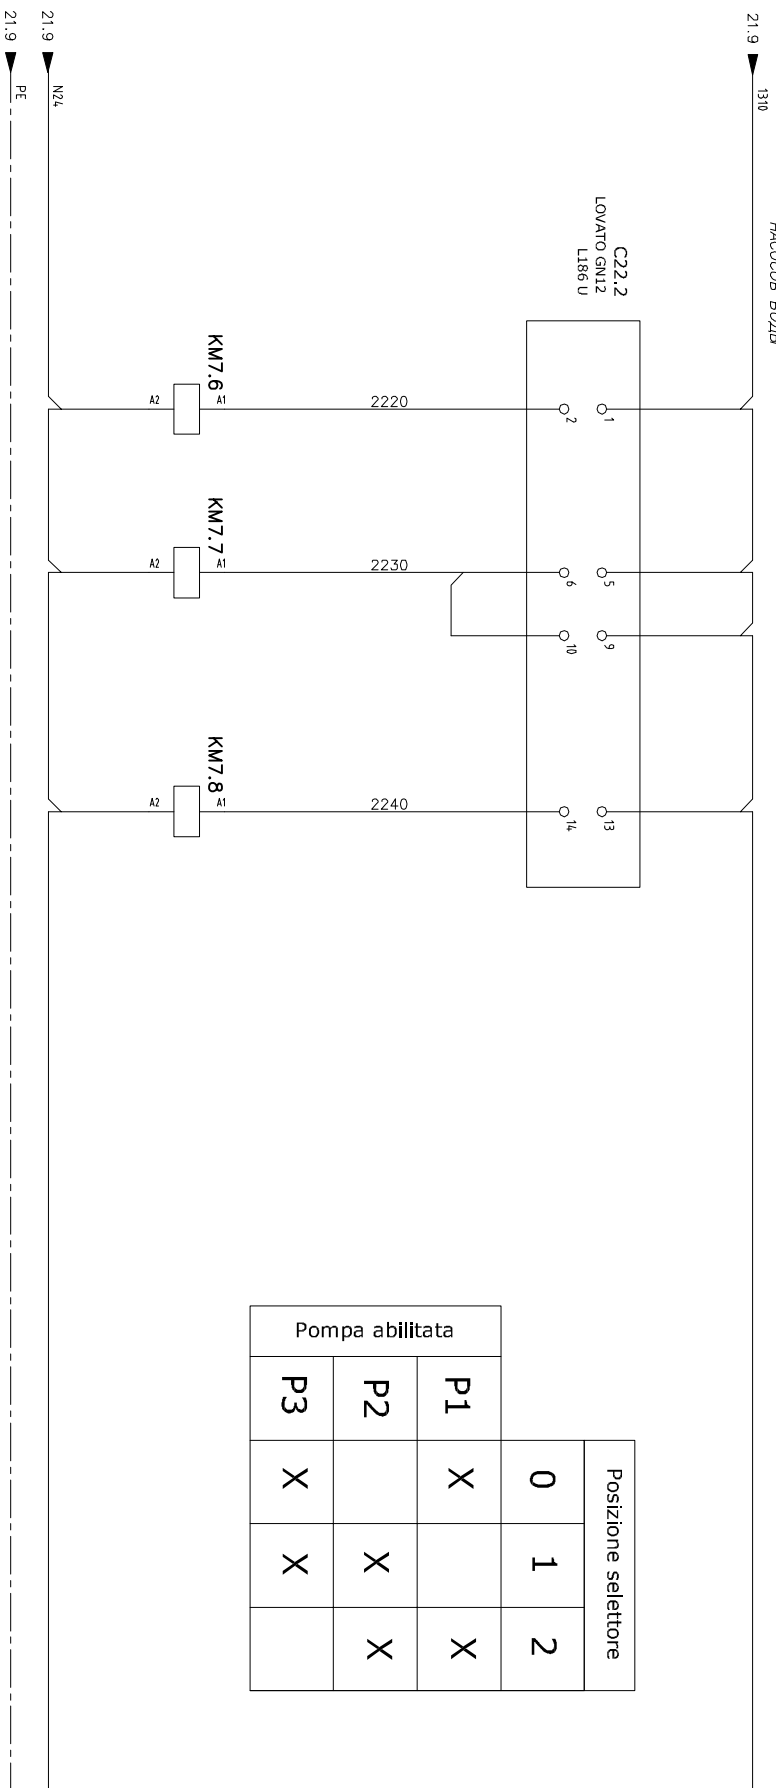 21.9
1310
НАСОСОВ ВОДЫ
C22.2
LOVATO GN12
L186 U
1
5
9
13
2
6
10
14
2220
2230
2240
KM7.6
A1
A2
KM7.7
A1
A2
KM7.8
A1
A2
21.9
N24
21.9
PE
Posizione selettore
0
1
2
Pompa abilitata
P1
X
X
P2
X
X
P3
X
X